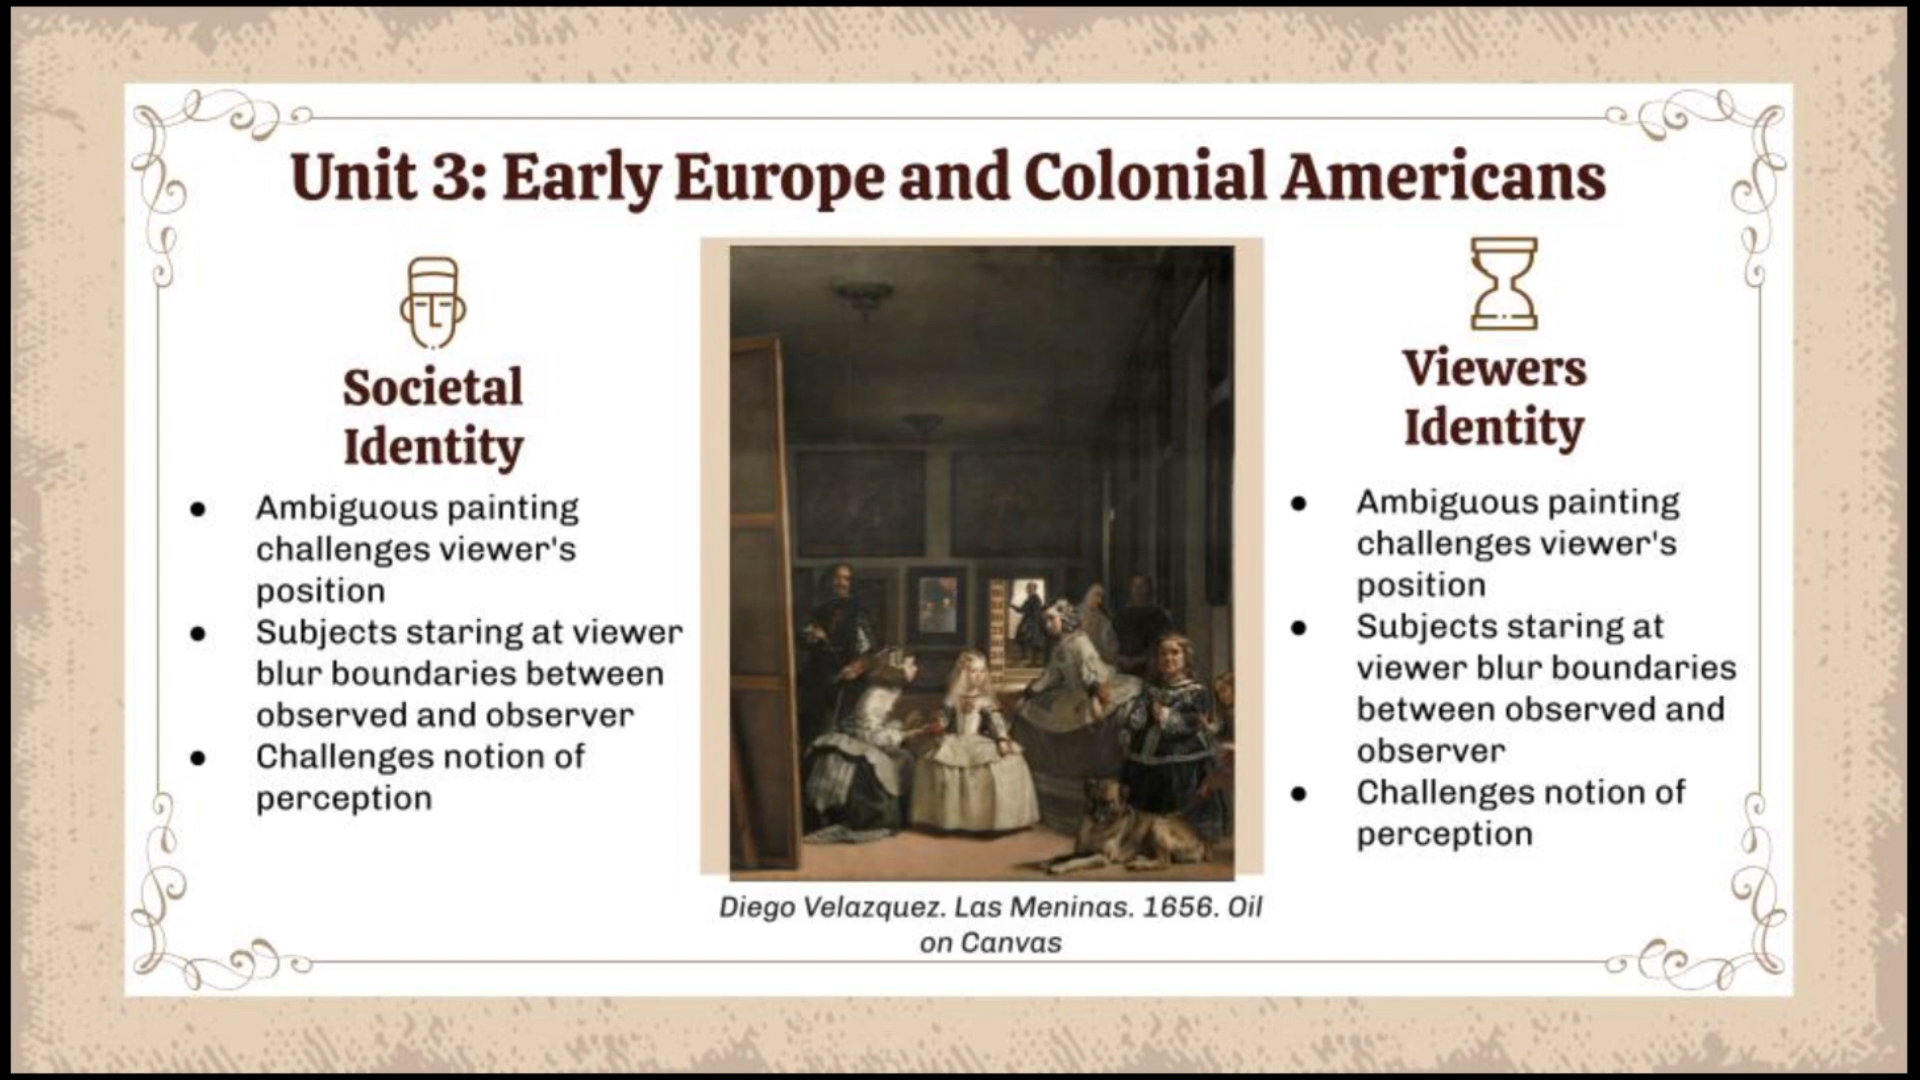 Unit 3: Early Europe and Colonial Americans
Societal
Identity
● Ambiguous painting
challenges viewer's
position
● Subjects staring at viewer
blur boundaries between
observed and observer
● Challenges notion of
perception
Diego Velazquez. Las Meninas. 1656. Oil
on Canvas
Viewers
Identity
● Ambiguous painting
challenges viewer's
position
● Subjects staring at
viewer blur boundaries
between observed and
observer
● Challenges notion of
perception